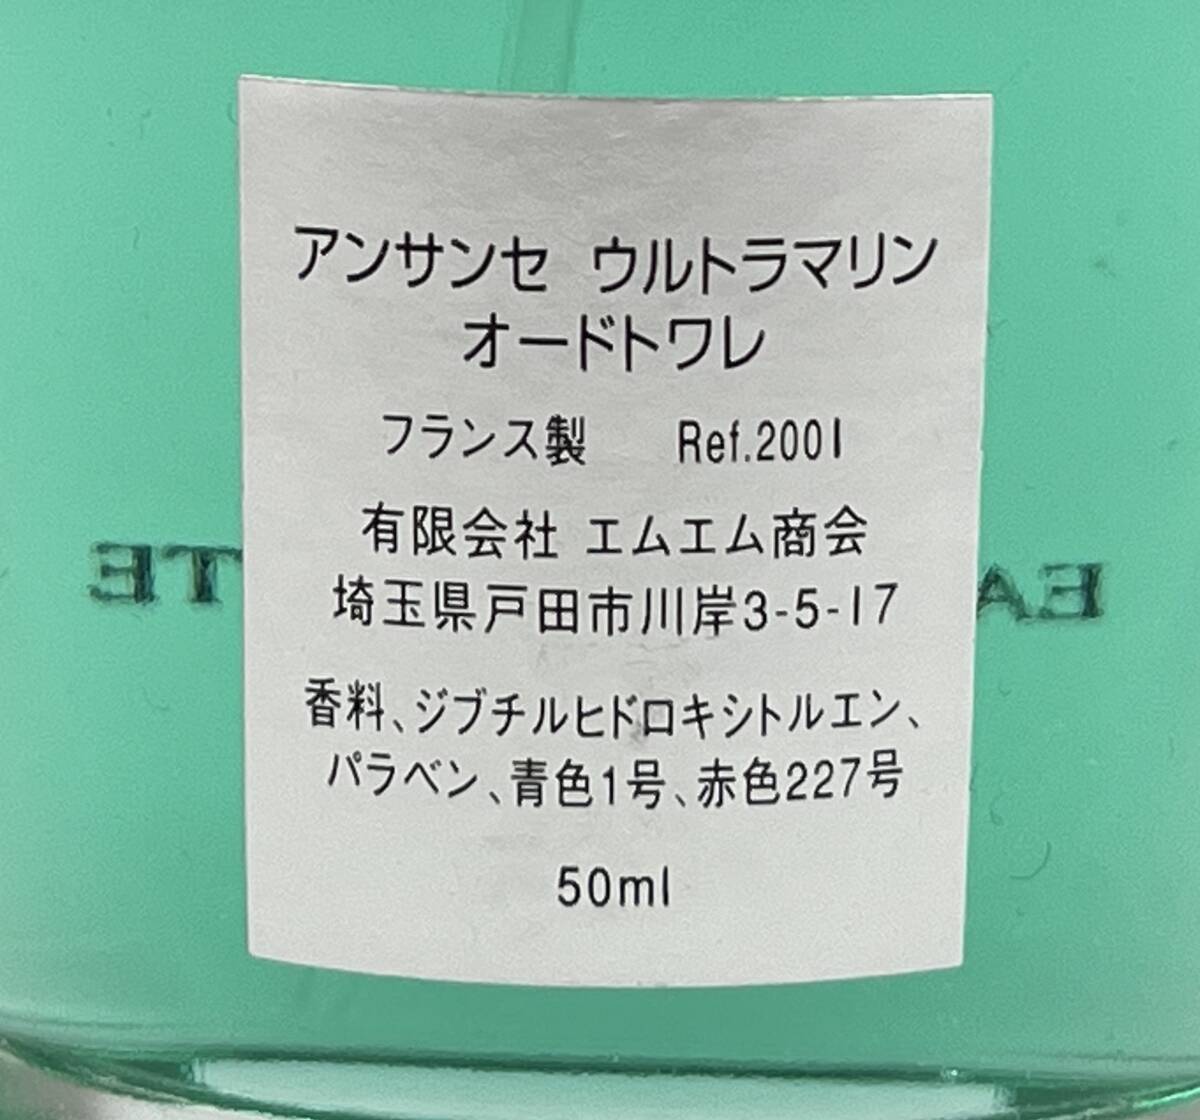 アンサンセ ウルトラマリン
オードトワレ
フランス製 Ref.2001
有限会社 エムエム商会
埼玉県戸田市川岸3-5-17
香料、ジブチルヒドロキシトルエン、
パラベン、青色1号、赤色227号
50ml